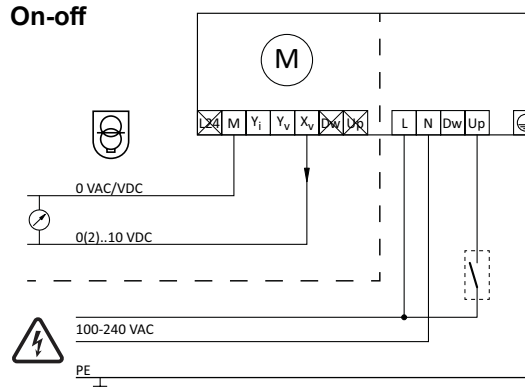 On-off
M
L24 M Yi Yv Xv Dw Up L N Dw Up
0 VAC/VDC
0(2)..10 VDC
100-240 VAC
PE